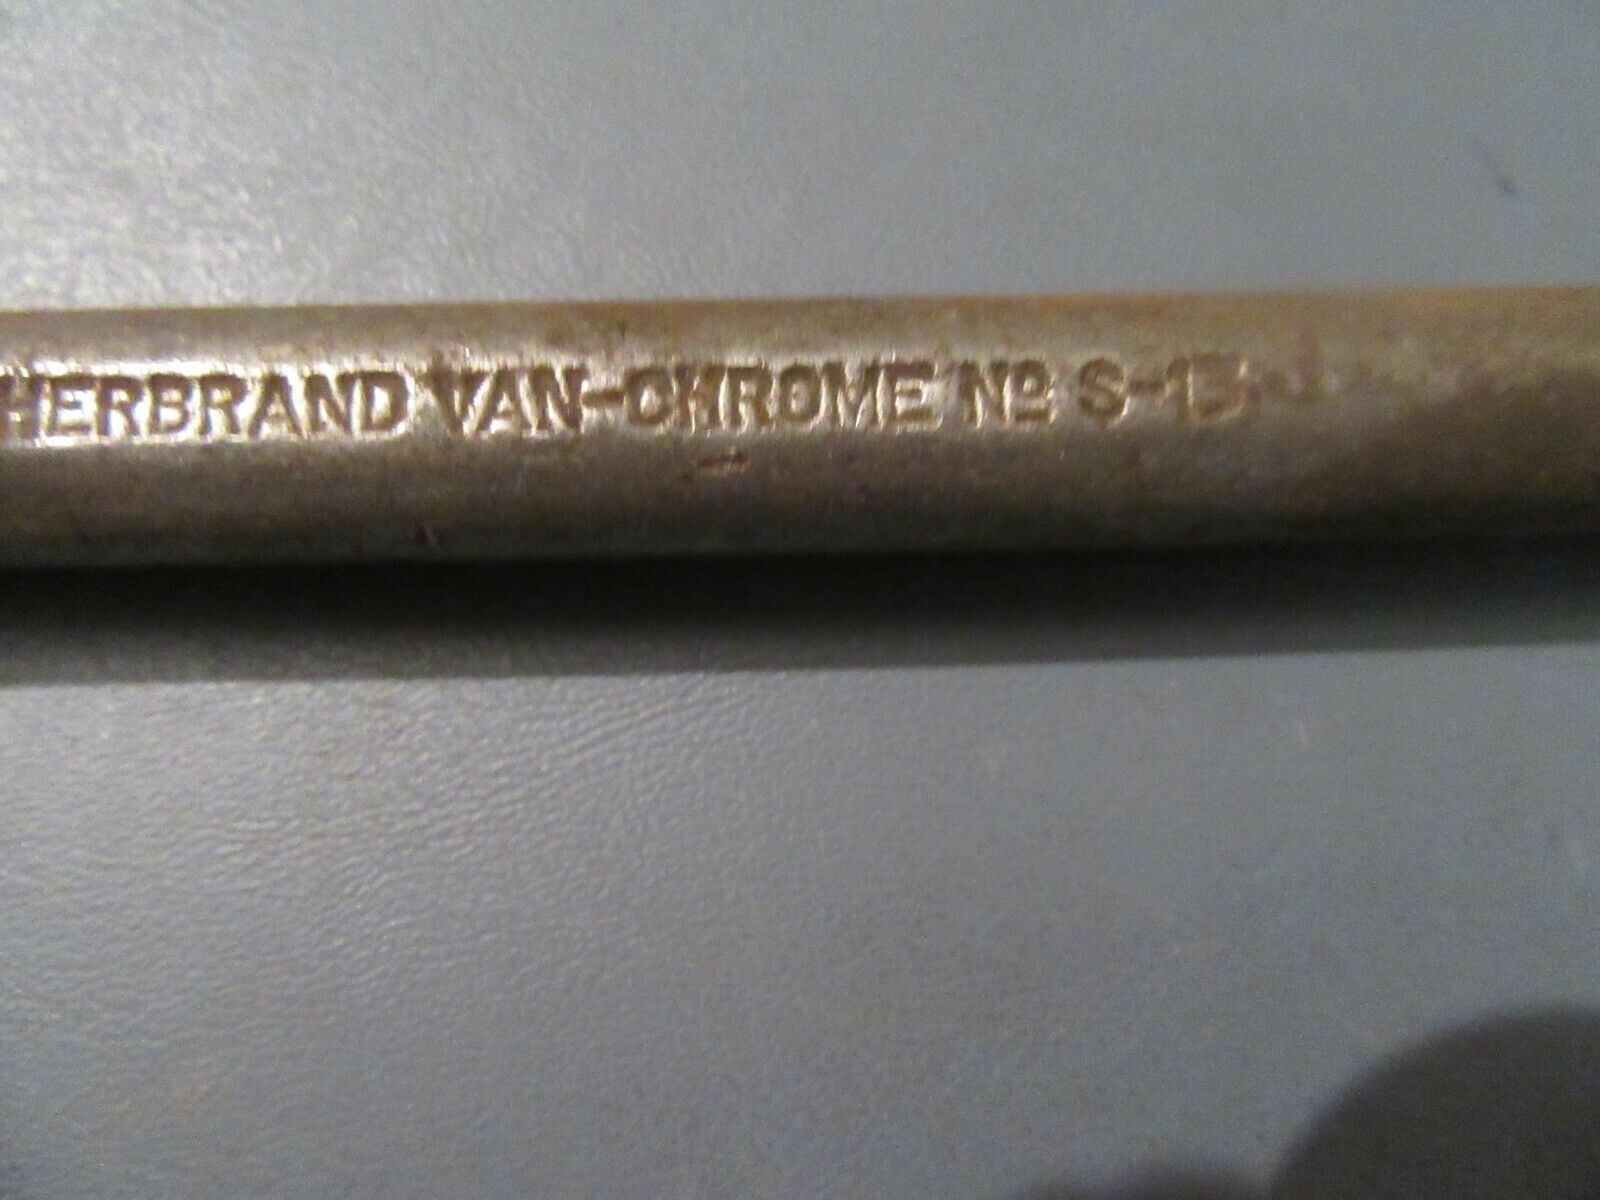 HERBRAND VAN-CHROME Nº